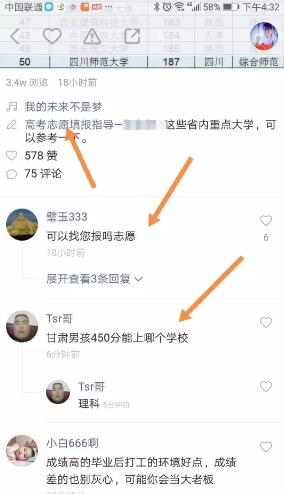 中国联通
58% 下午4:32
50 四川师范大学 187 四川 综合师范
3.4w 浏览 18小时前
我的未来不是梦
高考志愿填报指导— 这些省内重点大学，可
以参考一下。
578 赞
75 评论
璧玉333
可以找您报吗志愿
6
18小时前
展开查看3条回复
Tsr哥
甘肃男孩450分能上哪个学校
6分钟前
Tsr哥
理科
5分钟前
小白666啊
成绩高的毕业后打工的环境好点，成绩
差的也别灰心，可能你会当大老板